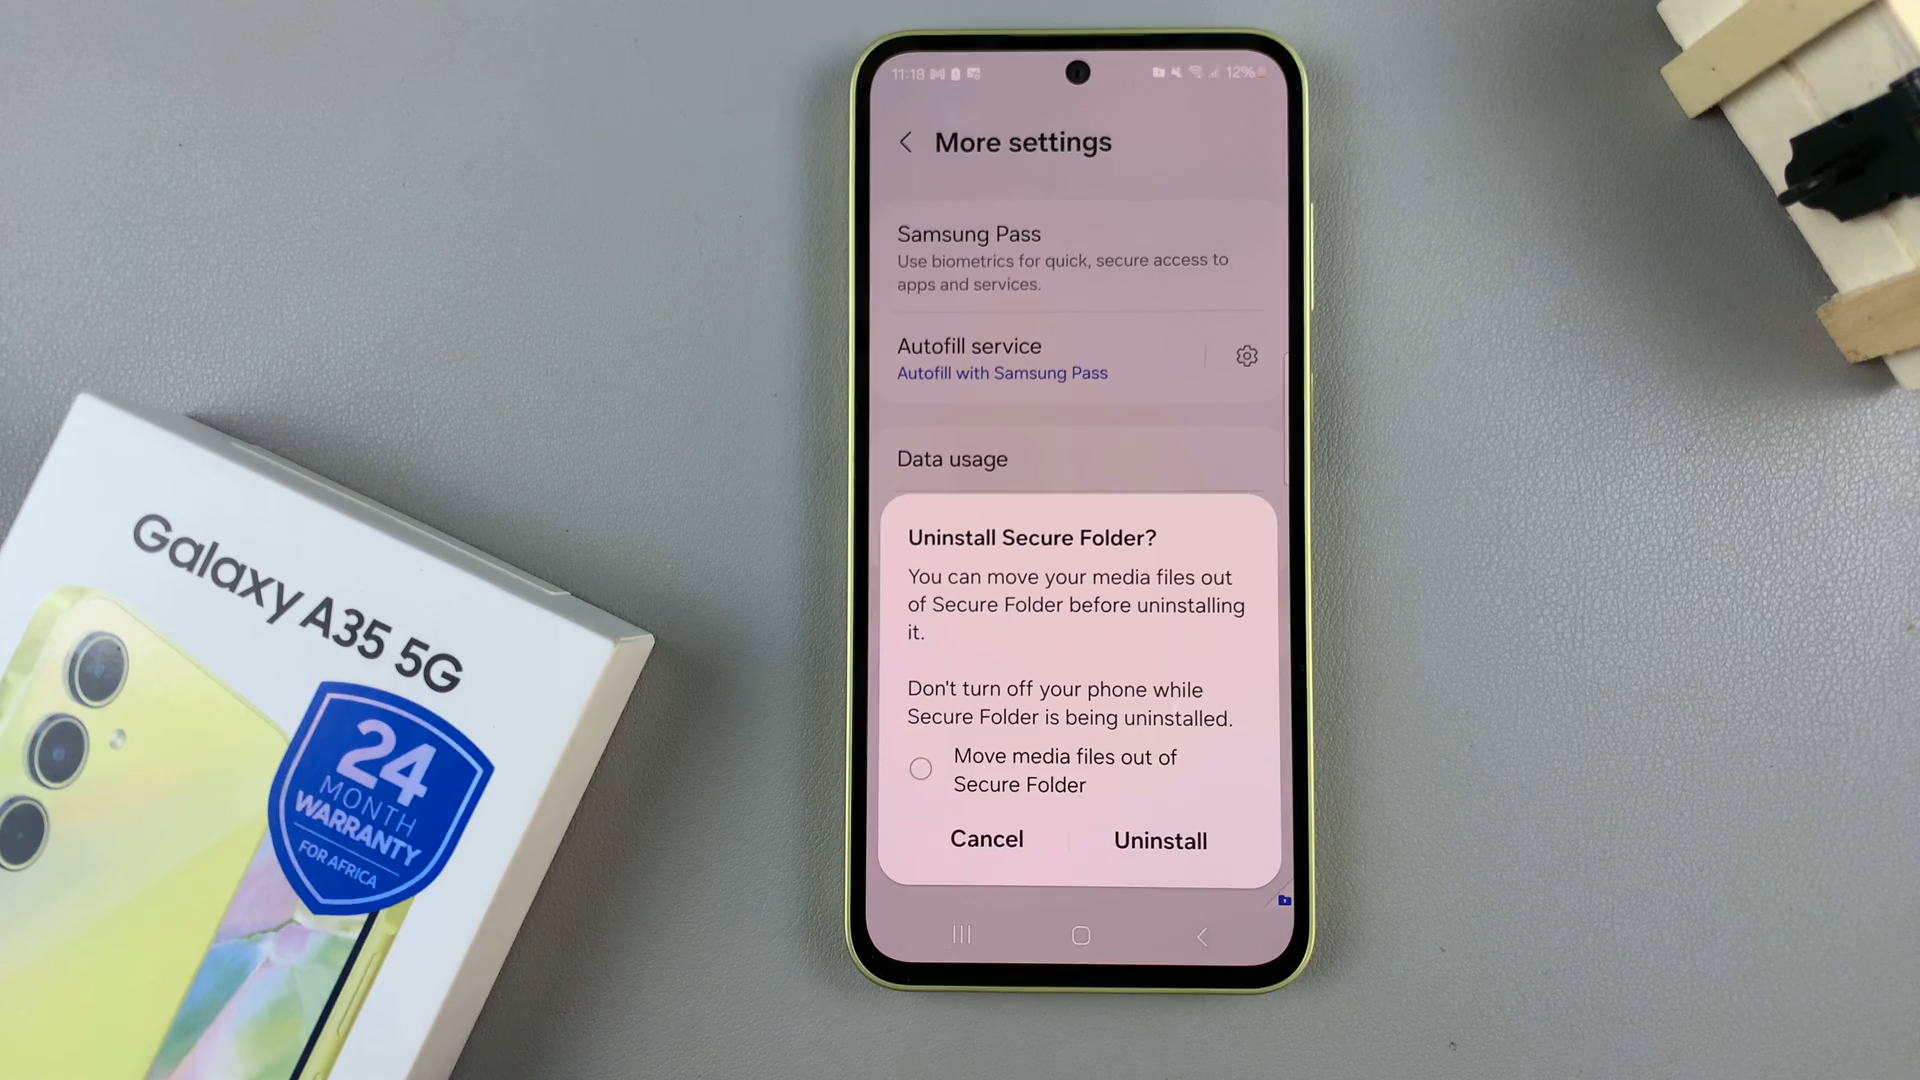 11:18
12%
More settings
Samsung Pass
Use biometrics for quick, secure access to
apps and services.
Autofill service
Autofill with Samsung Pass
Data usage
Uninstall Secure Folder?
You can move your media files out
of Secure Folder before uninstalling
it.
Don't turn off your phone while
Secure Folder is being uninstalled.
Move media files out of
Secure Folder
Cancel
Uninstall
Galaxy A35 5G
24
MONTH
WARRANTY
FOR AFRICA